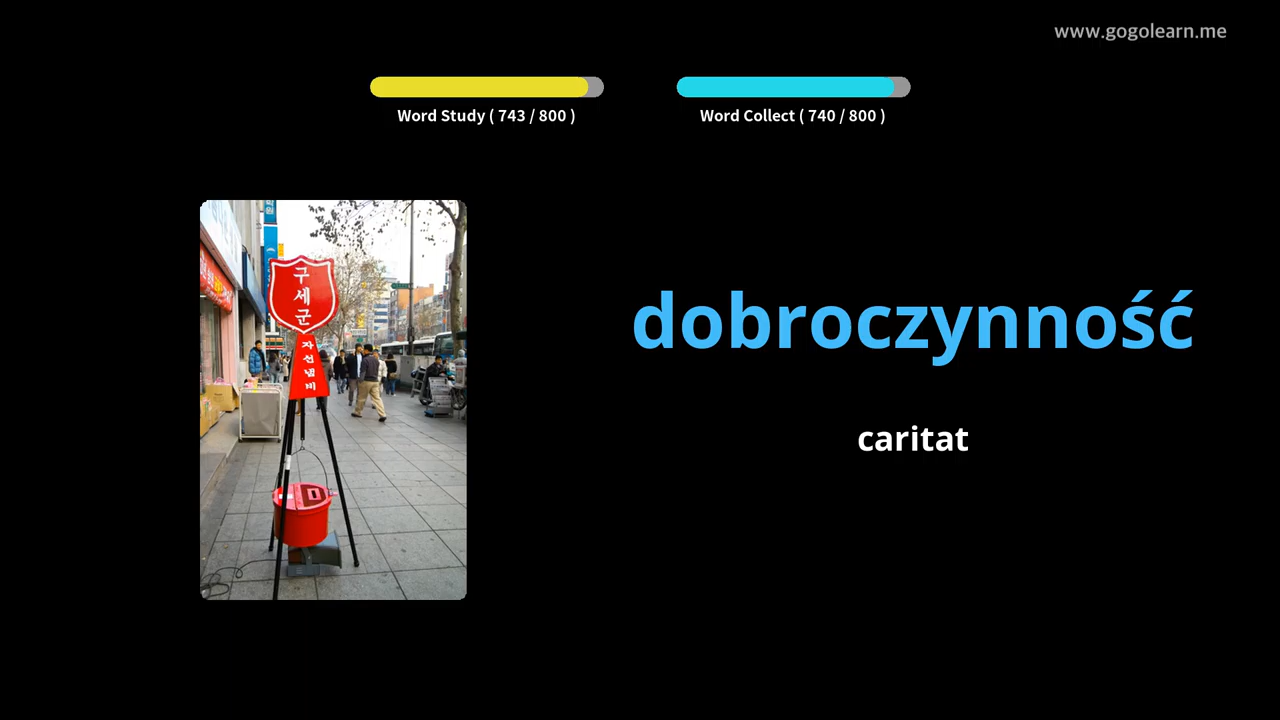 www.gogolearn.me
Word Study ( 743 / 800 )
Word Collect ( 740 / 800 )
구
세
군
자
선
냄
비
dobroczynność
caritat